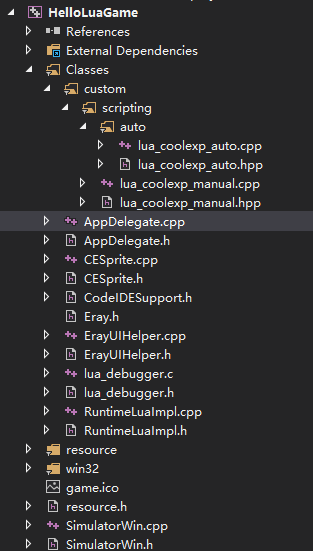 HelloLuaGame
References
External Dependencies
Classes
custom
scripting
auto
lua_coolexp_auto.cpp
lua_coolexp_auto.hpp
lua_coolexp_manual.cpp
lua_coolexp_manual.hpp
AppDelegate.cpp
AppDelegate.h
CESprite.cpp
CESprite.h
CodeIDESupport.h
Eray.h
ErayUIHelper.cpp
ErayUIHelper.h
lua_debugger.c
lua_debugger.h
RuntimeLuaImpl.cpp
RuntimeLuaImpl.h
resource
win32
game.ico
resource.h
SimulatorWin.cpp
SimulatorWin.h